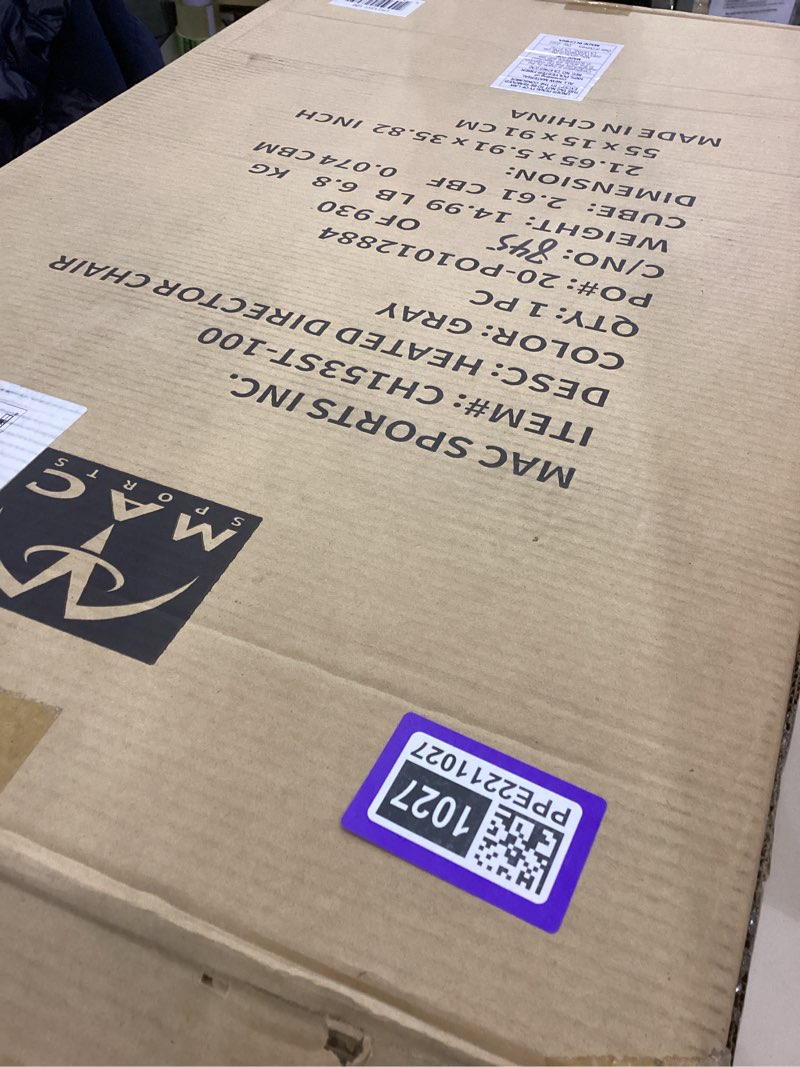 MAC
SPORTS
MAC SPORTS INC.
ITEM#: CH153ST-100
DESC: HEATED DIRECTOR CHAIR
COLOR: GRAY
QTY: 1 PC
PO#: 20-PO1012884
C/NO: 845 OF 930
WEIGHT: 14.99 LB 6.8 KG
CUBE: 2.61 CBF 0.074 CBM
DIMENSION:
21.65 x 5.91 x 35.82 INCH
55 x 15 x 91 CM
MADE IN CHINA
1027
PPE2211027